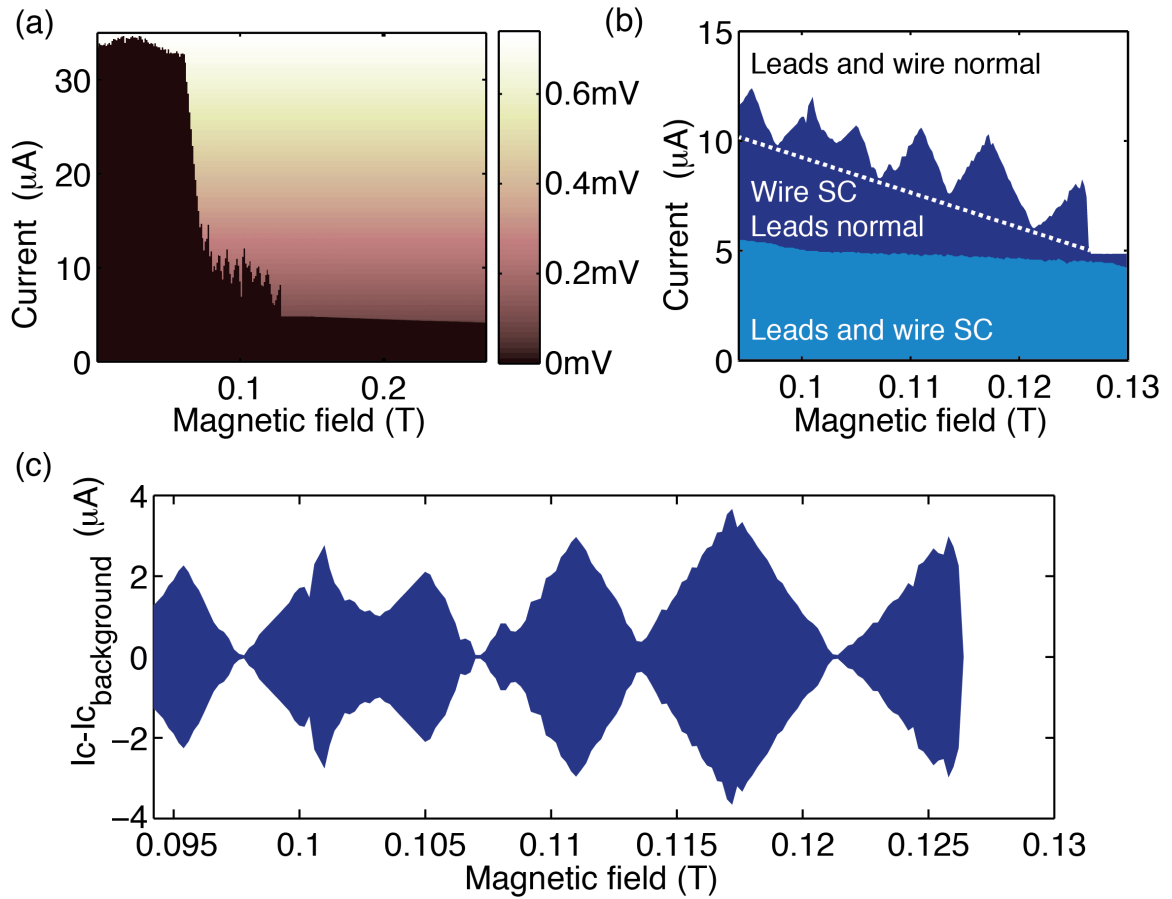 (a)
30
20
10
0
Current (μA)
0.1
0.2
Magnetic field (T)
0.6mV
0.4mV
0.2mV
0mV
(b)
15
10
5
0
Current (μA)
Leads and wire normal
Wire SC
Leads normal
Leads and wire SC
0.1
0.11
0.12
0.13
Magnetic field (T)
(c)
4
2
0
−2
−4
Ic-Ic_background (μA)
0.095
0.1
0.105
0.11
0.115
0.12
0.125
0.13
Magnetic field (T)